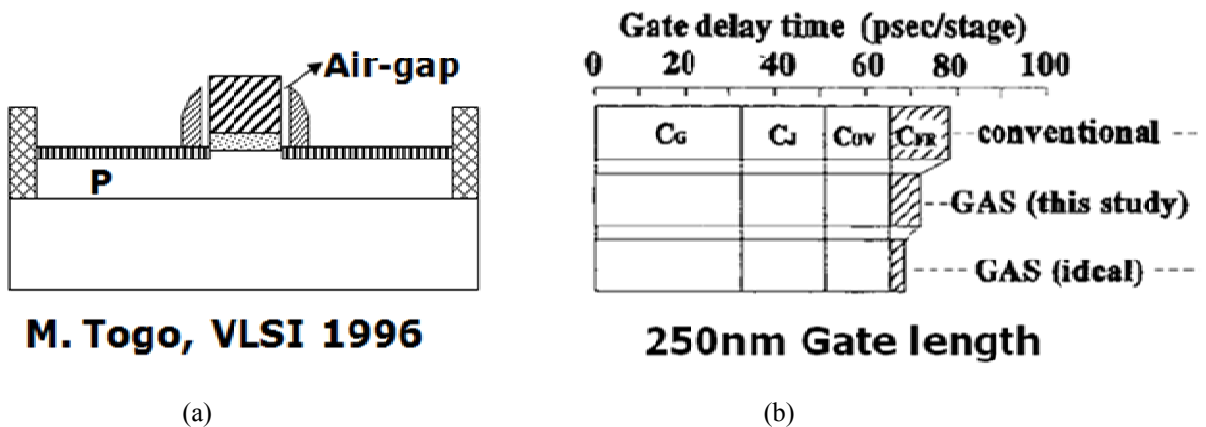 Air-gap
P
M. Togo, VLSI 1996
(a)
Gate delay time (psec/stage)
0 20 40 60 80 100
CG CJ COV CFR conventional
GAS (this study)
GAS (ideal)
250nm Gate length
(b)